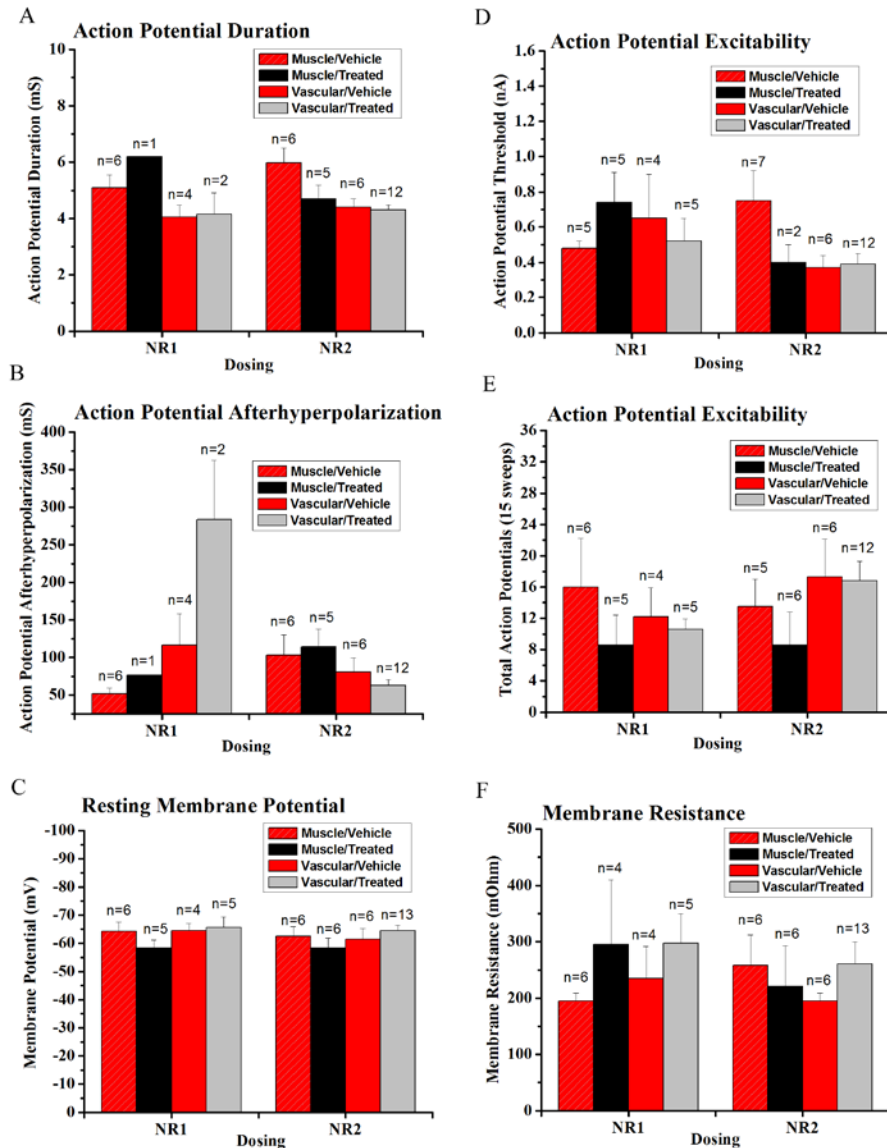 A
Action Potential Duration
Action Potential Duration (mS)
10
8
6
4
2
0
Muscle/Vehicle
Muscle/Treated
Vascular/Vehicle
Vascular/Treated
n=6
n=1
n=4
n=2
n=6
n=5
n=6
n=12
NR1
NR2
Dosing
B
Action Potential Afterhyperpolarization
Action Potential Afterhyperpolarization (mS)
400
350
300
250
200
150
100
50
Muscle/Vehicle
Muscle/Treated
Vascular/Vehicle
Vascular/Treated
n=6
n=1
n=4
n=2
n=6
n=5
n=6
n=12
NR1
NR2
Dosing
C
Resting Membrane Potential
Membrane Potential (mV)
-100
-90
-80
-70
-60
-50
-40
-30
-20
-10
0
Muscle/Vehicle
Muscle/Treated
Vascular/Vehicle
Vascular/Treated
n=6
n=5
n=4
n=5
n=6
n=6
n=6
n=13
NR1
NR2
Dosing
D
Action Potential Excitability
Action Potential Threshold (nA)
1.6
1.4
1.2
1.0
0.8
0.6
0.4
0.2
0.0
Muscle/Vehicle
Muscle/Treated
Vascular/Vehicle
Vascular/Treated
n=5
n=5
n=4
n=5
n=7
n=2
n=6
n=12
NR1
NR2
Dosing
E
Action Potential Excitability
Total Action Potentials (15 sweeps)
36
32
28
24
20
16
12
8
4
0
Muscle/Vehicle
Muscle/Treated
Vascular/Vehicle
Vascular/Treated
n=6
n=5
n=4
n=5
n=5
n=6
n=6
n=12
NR1
NR2
Dosing
F
Membrane Resistance
Membrane Resistance (mOhm)
500
400
300
200
100
0
Muscle/Vehicle
Muscle/Treated
Vascular/Vehicle
Vascular/Treated
n=6
n=4
n=4
n=5
n=6
n=6
n=6
n=13
NR1
NR2
Dosing